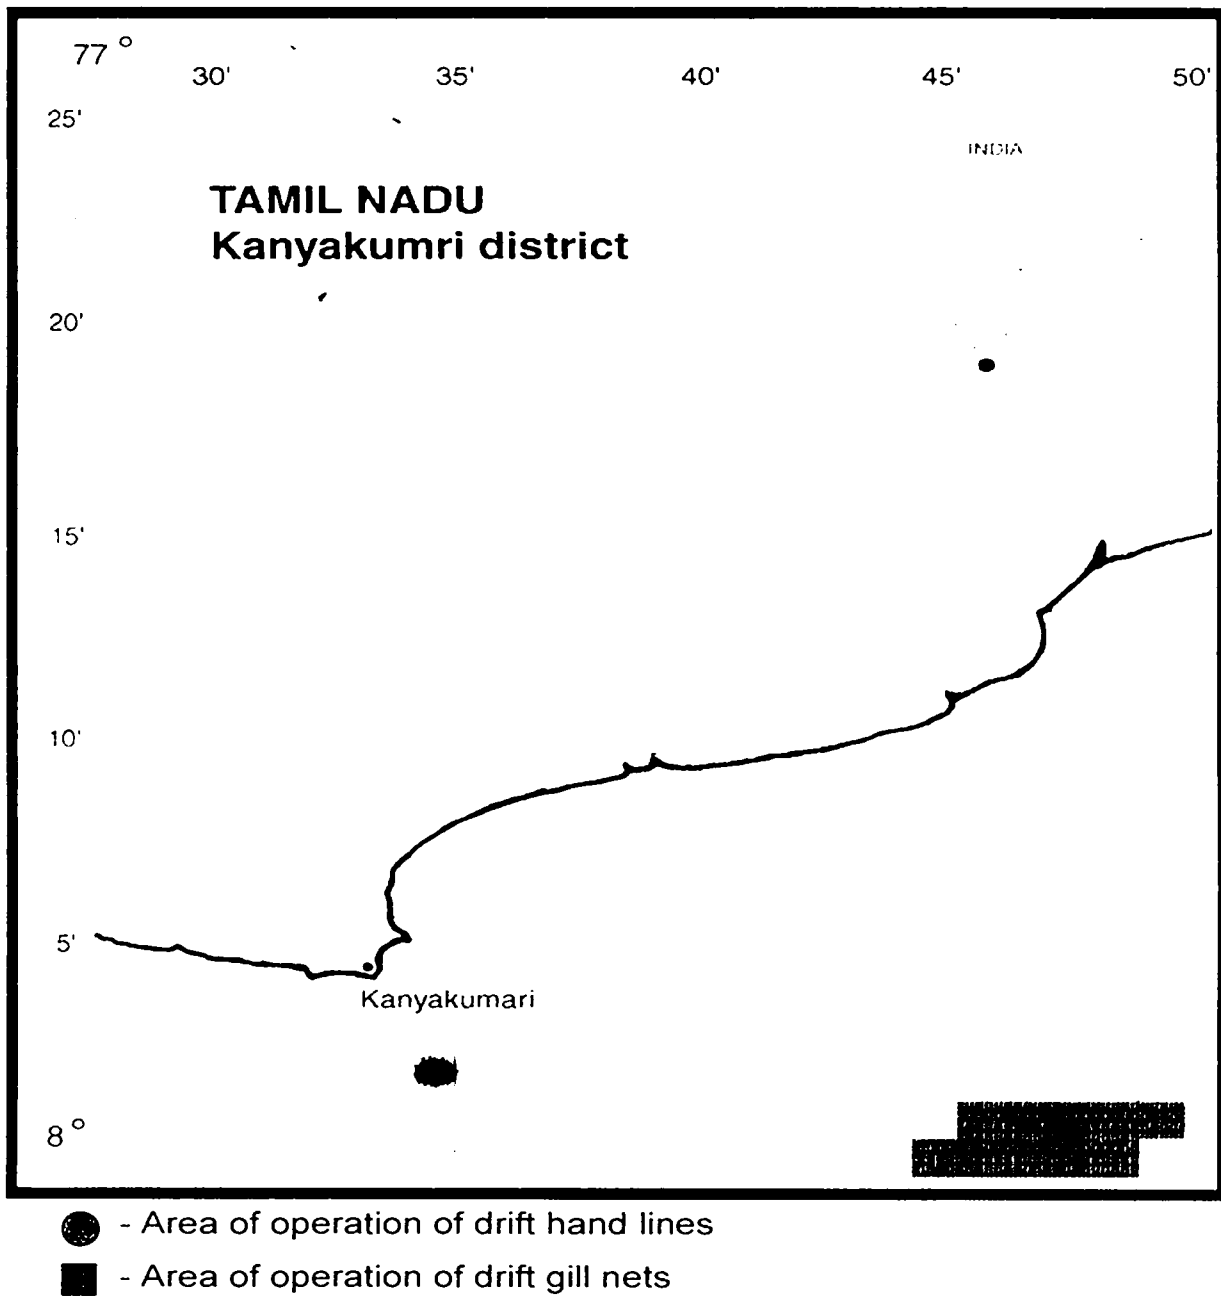 77 °
30' 35' 40' 45' 50'
25'
INDIA
TAMIL NADU
Kanyakumri district
20'
15'
10'
5'
Kanyakumari
8 °
- Area of operation of drift hand lines
- Area of operation of drift gill nets